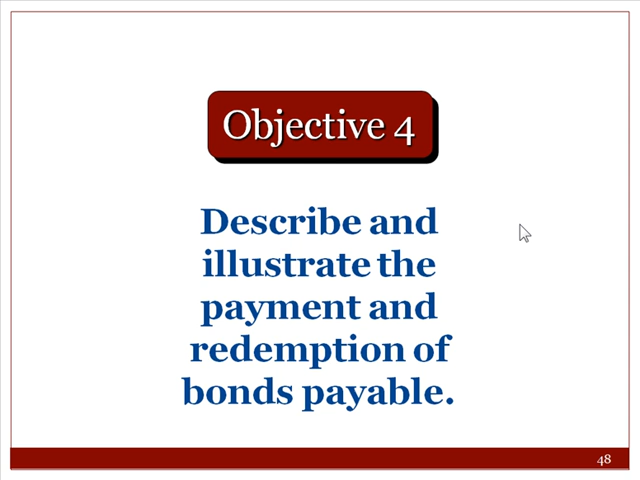 Objective 4
Describe and
illustrate the
payment and
redemption of
bonds payable.
48